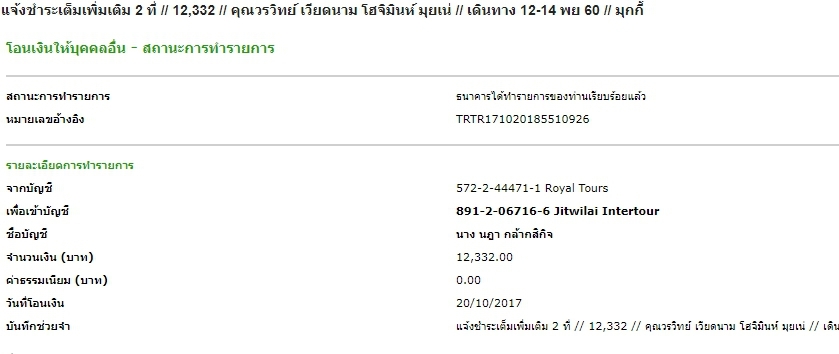 แจ้งชำระเต็มเพิ่มเติม 2 ที่ // 12,332 // คุณวรวิทย์ เวียดนาม โฮจิมินห์ มุยเน่ // เดินทาง 12-14 พย 60 // มุกกี้
โอนเงินให้บุคคลอื่น - สถานะการทำรายการ
สถานะการทำรายการ ธนาคารได้ทำรายการของท่านเรียบร้อยแล้ว
หมายเลขอ้างอิง TRTR171020185510926
รายละเอียดการทำรายการ
จากบัญชี 572-2-44471-1 Royal Tours
เพื่อเข้าบัญชี 891-2-06716-6 Jitwilai Intertour
ชื่อบัญชี นาง นฎา กล้ากสิกิจ
จำนวนเงิน (บาท) 12,332.00
ค่าธรรมเนียม (บาท) 0.00
วันที่โอนเงิน 20/10/2017
บันทึกช่วยจำ แจ้งชำระเต็มเพิ่มเติม 2 ที่ // 12,332 // คุณวรวิทย์ เวียดนาม โฮจิมินห์ มุยเน่ // เดิน